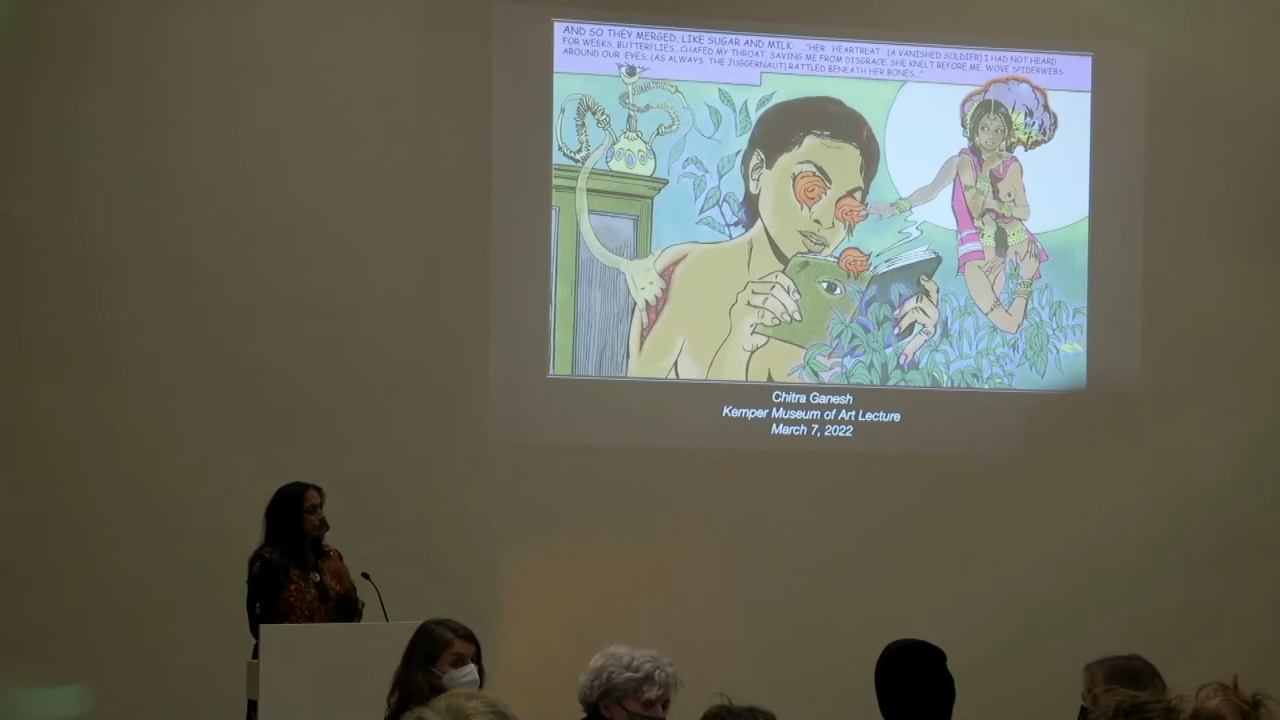 AND SO THEY MERGED, LIKE SUGAR AND MILK: ..."HER HEARTBEAT (A VANISHED SOLDIER) I HAD NOT HEARD
FOR WEEKS, BUTTERFLIES...CHAFED MY THROAT, SAVING ME FROM DISGRACE. SHE KNELT BEFORE ME, WOVE SPIDERWEBS
AROUND OUR EYES, (AS ALWAYS, THE JUGGERNAUT) RATTLED BENEATH HER BONES..."
Chitra Ganesh
Kemper Museum of Art Lecture
March 7, 2022